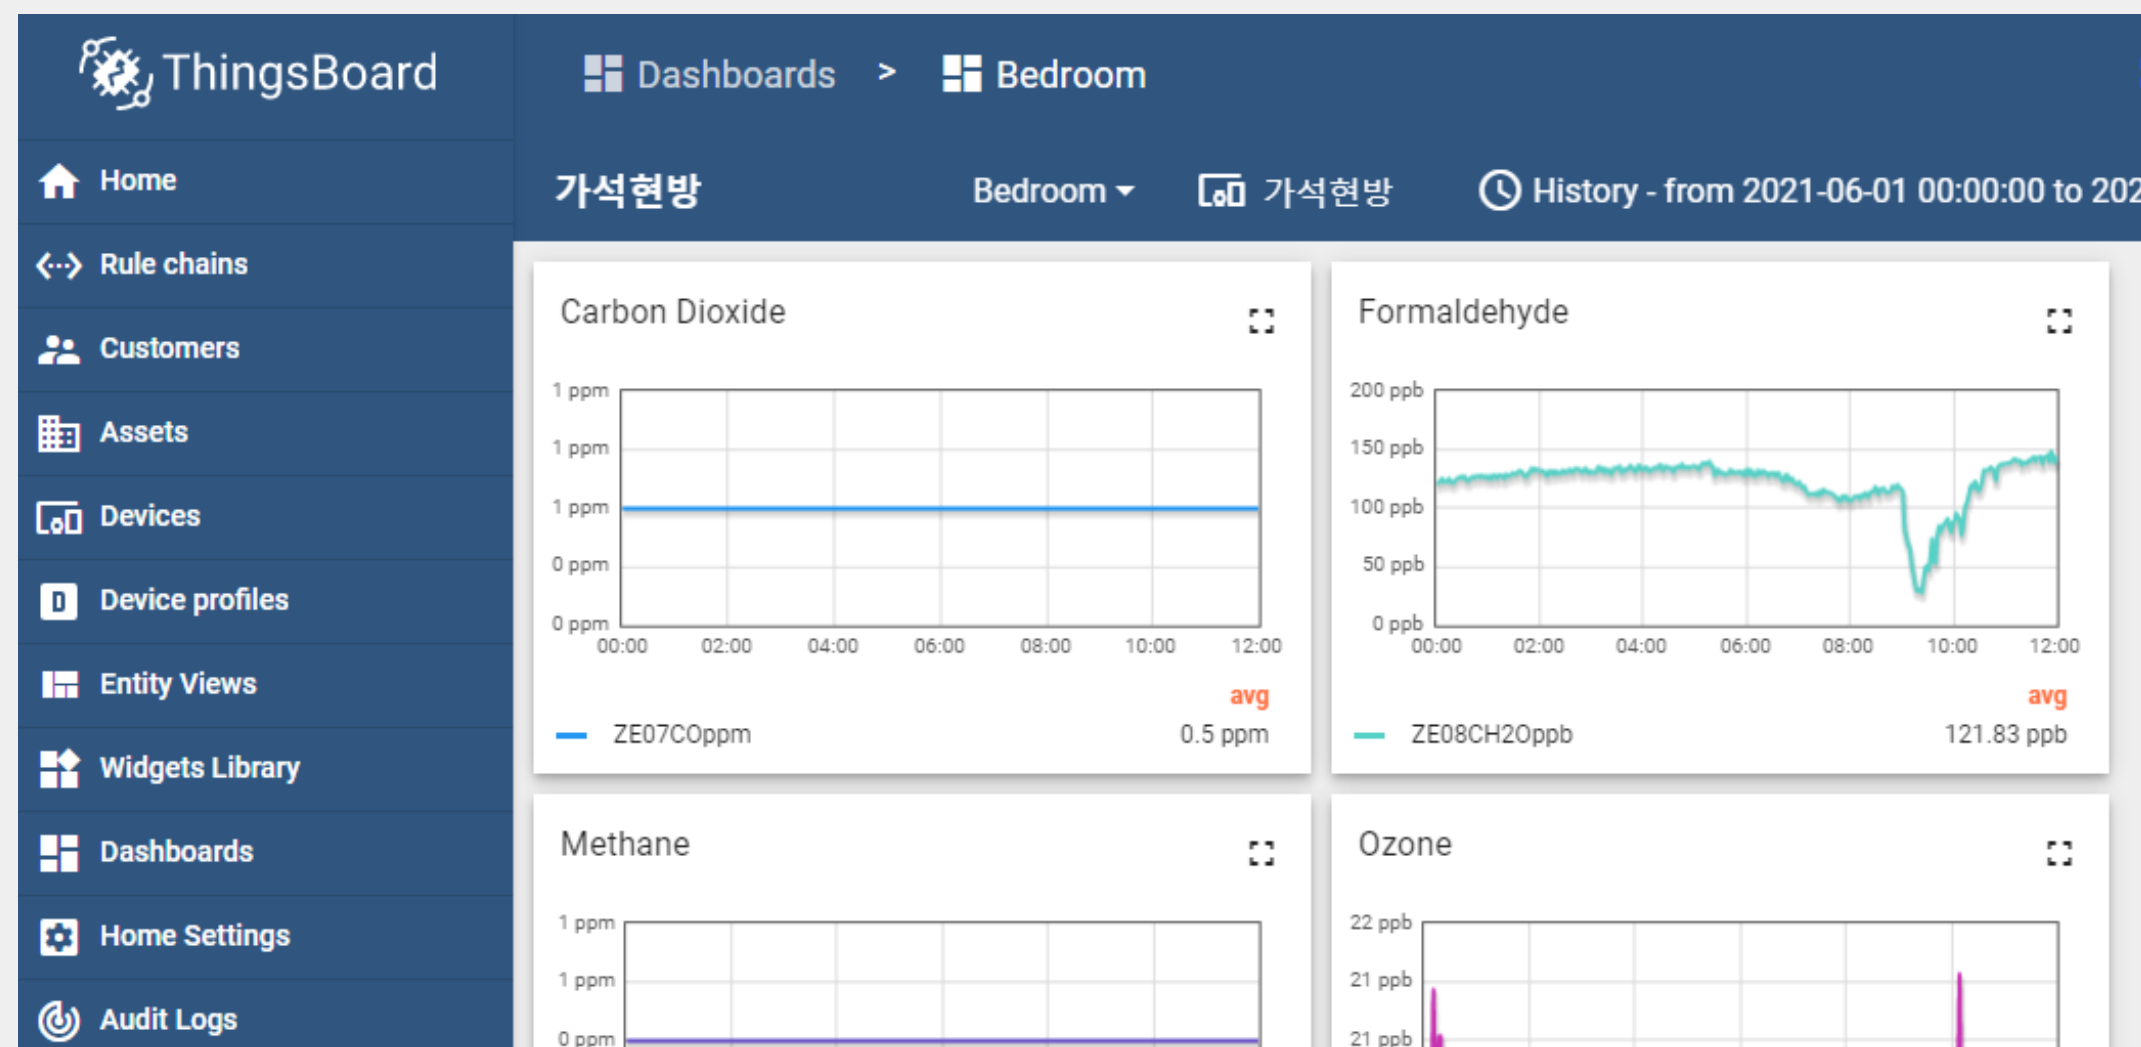 ThingsBoard
Dashboards > Bedroom
Home
Rule chains
Customers
Assets
Devices
Device profiles
Entity Views
Widgets Library
Dashboards
Home Settings
Audit Logs
가석현방 Bedroom 가석현방 History - from 2021-06-01 00:00:00 to 202
Carbon Dioxide
1 ppm
1 ppm
1 ppm
0 ppm
0 ppm
00:00 02:00 04:00 06:00 08:00 10:00 12:00
avg
ZE07COppm 0.5 ppm
Formaldehyde
200 ppb
150 ppb
100 ppb
50 ppb
0 ppb
00:00 02:00 04:00 06:00 08:00 10:00 12:00
avg
ZE08CH2Oppb 121.83 ppb
Methane
1 ppm
1 ppm
0 ppm
Ozone
22 ppb
21 ppb
21 ppb